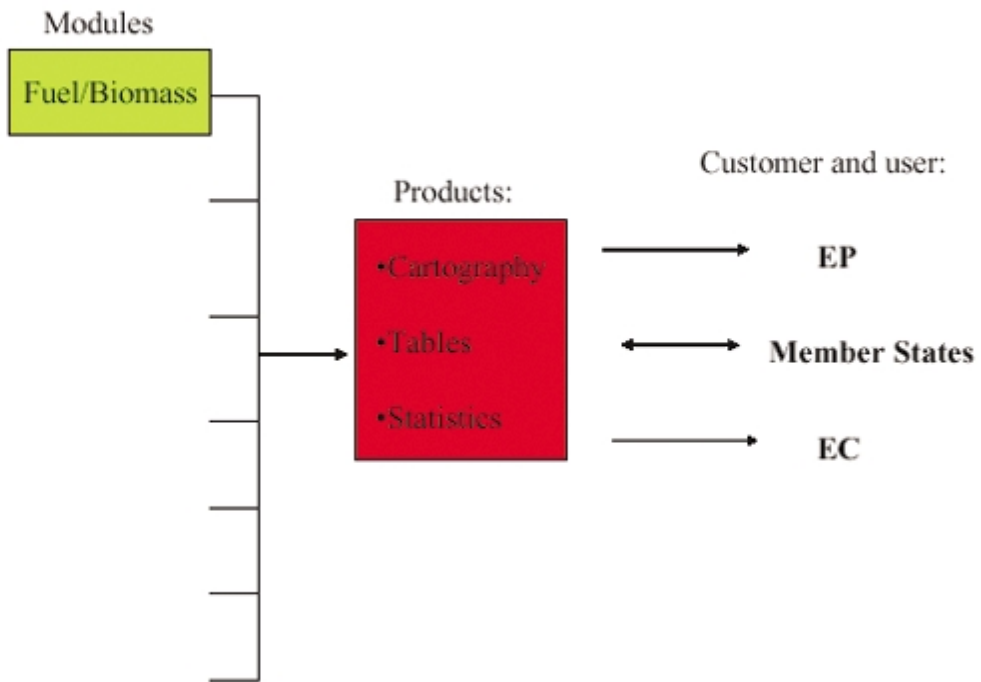 Modules
Fuel/Biomass
Products:
•Cartography
•Tables
•Statistics
Customer and user:
EP
Member States
EC